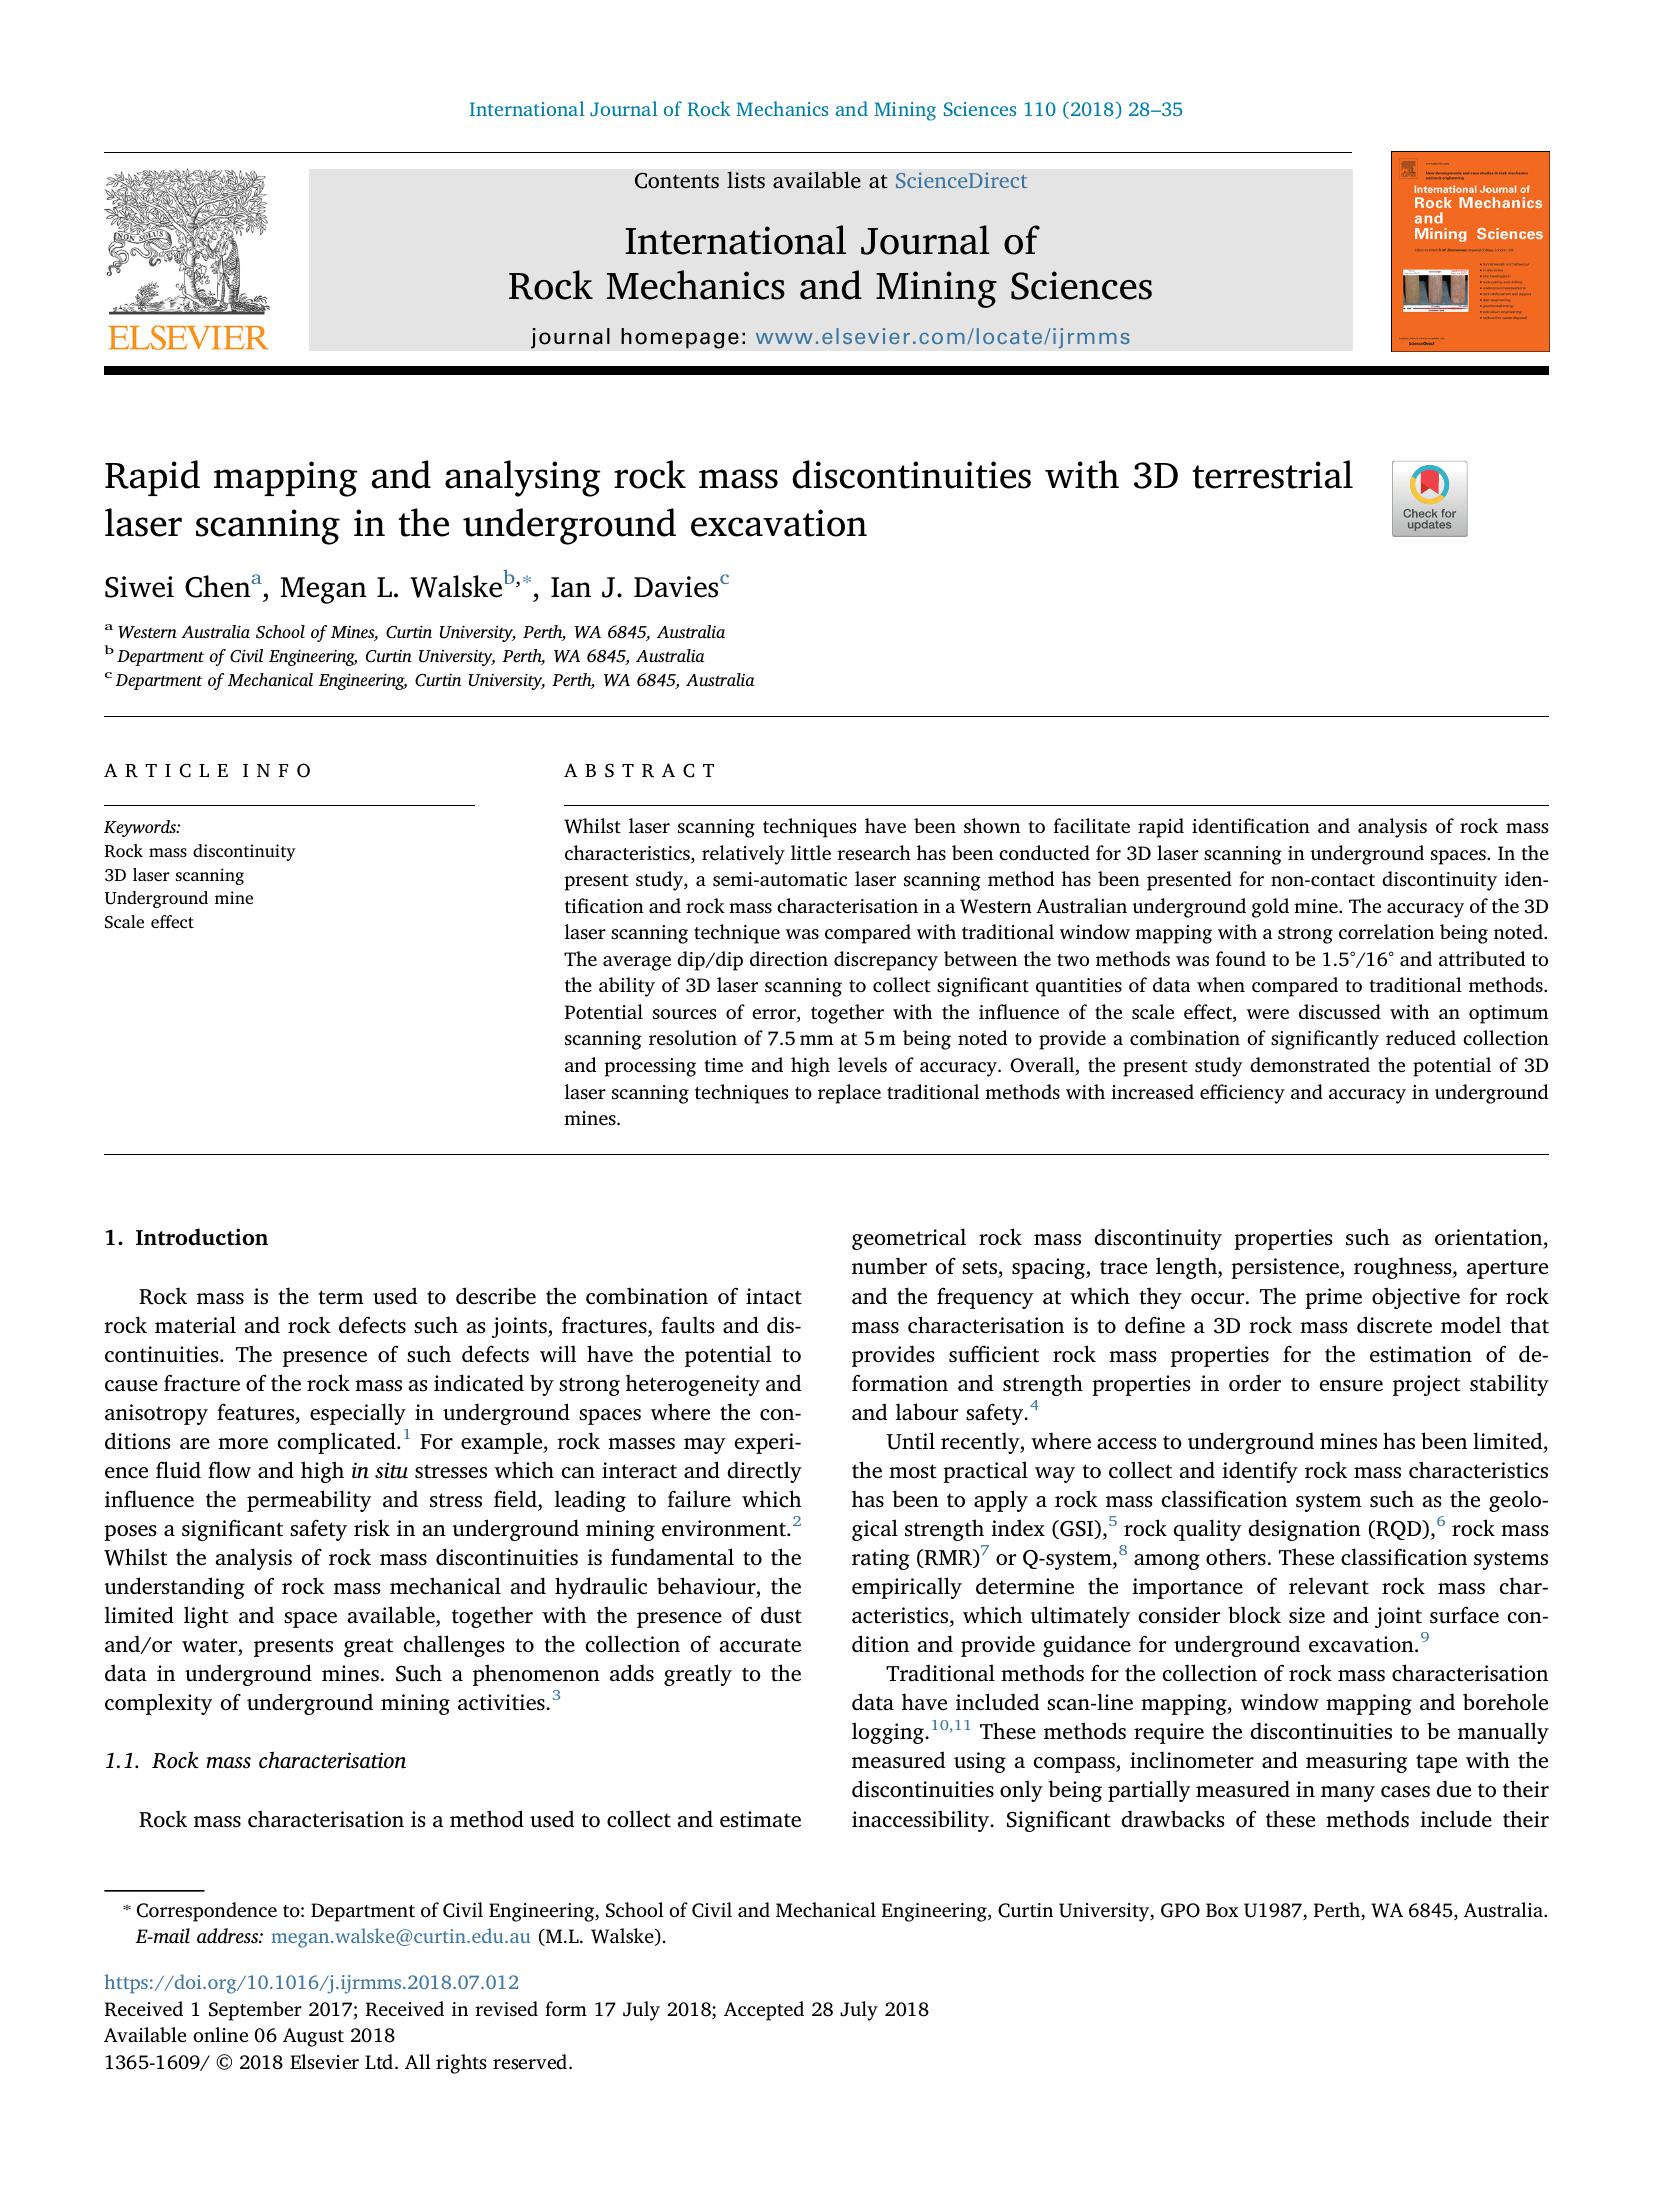 International Journal of Rock Mechanics and Mining Sciences 110 (2018) 28–35
Contents lists available at ScienceDirect
International Journal of
Rock Mechanics and Mining Sciences
journal homepage: www.elsevier.com/locate/ijrmms
NON SOLUS
ELSEVIER
International Journal of
Rock Mechanics
and
Mining Sciences
ScienceDirect
Rapid mapping and analysing rock mass discontinuities with 3D terrestrial
laser scanning in the underground excavation
Check for
updates
Siwei Chenᵃ, Megan L. Walskeᵇ,*, Ian J. Daviesᶜ
ᵃ Western Australia School of Mines, Curtin University, Perth, WA 6845, Australia
ᵇ Department of Civil Engineering, Curtin University, Perth, WA 6845, Australia
ᶜ Department of Mechanical Engineering, Curtin University, Perth, WA 6845, Australia
ARTICLE INFO
Keywords:
Rock mass discontinuity
3D laser scanning
Underground mine
Scale effect
ABSTRACT
Whilst laser scanning techniques have been shown to facilitate rapid identification and analysis of rock mass
characteristics, relatively little research has been conducted for 3D laser scanning in underground spaces. In the
present study, a semi-automatic laser scanning method has been presented for non-contact discontinuity iden-
tification and rock mass characterisation in a Western Australian underground gold mine. The accuracy of the 3D
laser scanning technique was compared with traditional window mapping with a strong correlation being noted.
The average dip/dip direction discrepancy between the two methods was found to be 1.5°/16° and attributed to
the ability of 3D laser scanning to collect significant quantities of data when compared to traditional methods.
Potential sources of error, together with the influence of the scale effect, were discussed with an optimum
scanning resolution of 7.5 mm at 5 m being noted to provide a combination of significantly reduced collection
and processing time and high levels of accuracy. Overall, the present study demonstrated the potential of 3D
laser scanning techniques to replace traditional methods with increased efficiency and accuracy in underground
mines.
1. Introduction
Rock mass is the term used to describe the combination of intact
rock material and rock defects such as joints, fractures, faults and dis-
continuities. The presence of such defects will have the potential to
cause fracture of the rock mass as indicated by strong heterogeneity and
anisotropy features, especially in underground spaces where the con-
ditions are more complicated.¹ For example, rock masses may experi-
ence fluid flow and high in situ stresses which can interact and directly
influence the permeability and stress field, leading to failure which
poses a significant safety risk in an underground mining environment.²
Whilst the analysis of rock mass discontinuities is fundamental to the
understanding of rock mass mechanical and hydraulic behaviour, the
limited light and space available, together with the presence of dust
and/or water, presents great challenges to the collection of accurate
data in underground mines. Such a phenomenon adds greatly to the
complexity of underground mining activities.³
1.1. Rock mass characterisation
Rock mass characterisation is a method used to collect and estimate
geometrical rock mass discontinuity properties such as orientation,
number of sets, spacing, trace length, persistence, roughness, aperture
and the frequency at which they occur. The prime objective for rock
mass characterisation is to define a 3D rock mass discrete model that
provides sufficient rock mass properties for the estimation of de-
formation and strength properties in order to ensure project stability
and labour safety.⁴
Until recently, where access to underground mines has been limited,
the most practical way to collect and identify rock mass characteristics
has been to apply a rock mass classification system such as the geolo-
gical strength index (GSI),⁵ rock quality designation (RQD),⁶ rock mass
rating (RMR)⁷ or Q-system,⁸ among others. These classification systems
empirically determine the importance of relevant rock mass char-
acteristics, which ultimately consider block size and joint surface con-
dition and provide guidance for underground excavation.⁹
Traditional methods for the collection of rock mass characterisation
data have included scan-line mapping, window mapping and borehole
logging.¹⁰,¹¹ These methods require the discontinuities to be manually
measured using a compass, inclinometer and measuring tape with the
discontinuities only being partially measured in many cases due to their
inaccessibility. Significant drawbacks of these methods include their
* Correspondence to: Department of Civil Engineering, School of Civil and Mechanical Engineering, Curtin University, GPO Box U1987, Perth, WA 6845, Australia.
E-mail address: megan.walske@curtin.edu.au (M.L. Walske).
https://doi.org/10.1016/j.ijrmms.2018.07.012
Received 1 September 2017; Received in revised form 17 July 2018; Accepted 28 July 2018
Available online 06 August 2018
1365-1609/ © 2018 Elsevier Ltd. All rights reserved.